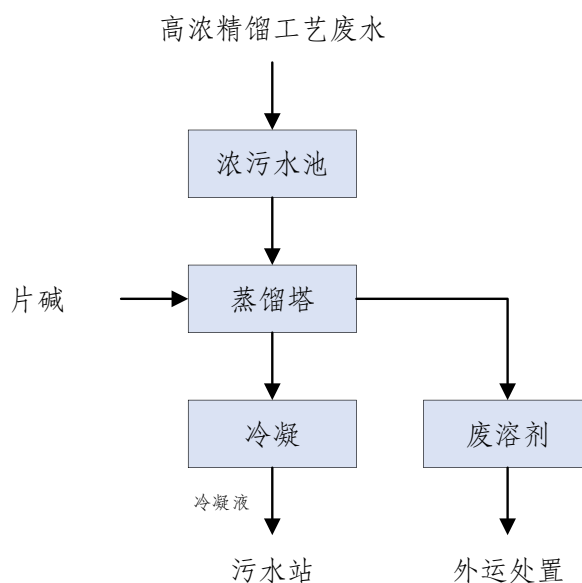 高浓精馏工艺废水
浓污水池
片碱
蒸馏塔
冷凝
废溶剂
冷凝液
污水站
外运处置